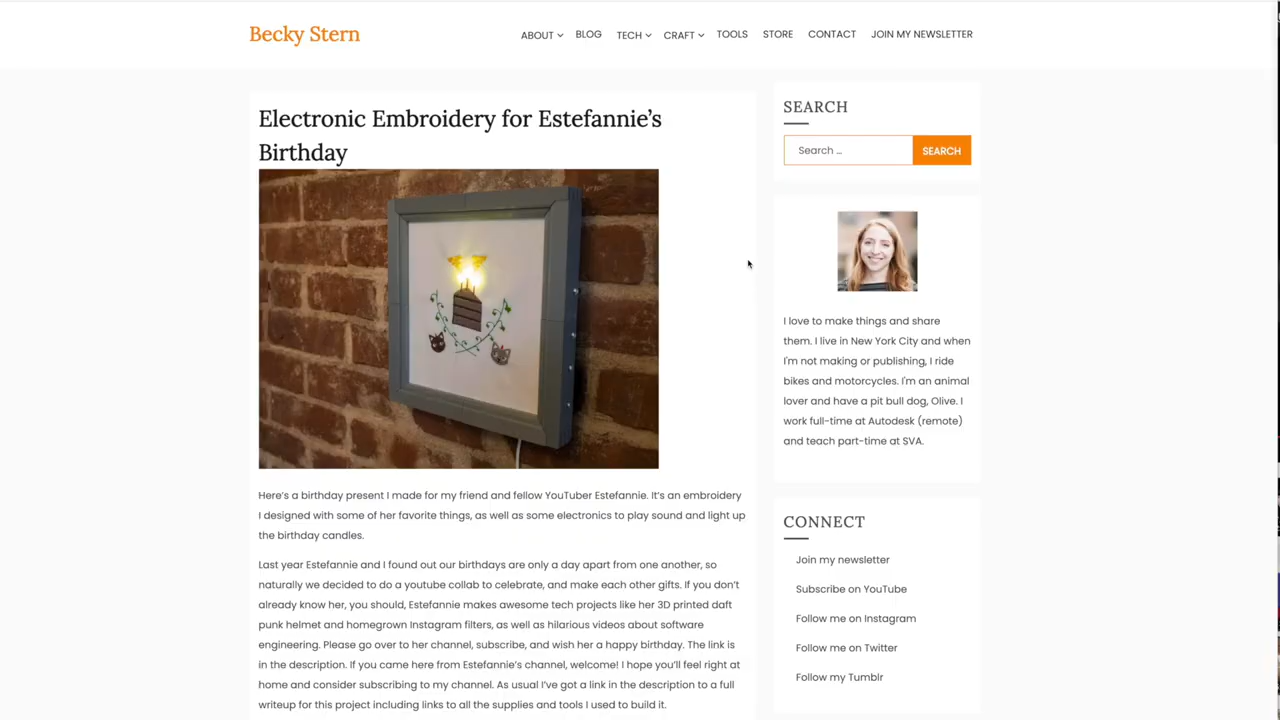 Becky Stern
ABOUT BLOG TECH CRAFT TOOLS STORE CONTACT JOIN MY NEWSLETTER
Electronic Embroidery for Estefannie’s
Birthday
Here’s a birthday present I made for my friend and fellow YouTuber Estefannie. It’s an embroidery
I designed with some of her favorite things, as well as some electronics to play sound and light up
the birthday candles.
Last year Estefannie and I found out our birthdays are only a day apart from one another, so
naturally we decided to do a youtube collab to celebrate, and make each other gifts. If you don’t
already know her, you should, Estefannie makes awesome tech projects like her 3D printed daft
punk helmet and homegrown Instagram filters, as well as hilarious videos about software
engineering. Please go over to her channel, subscribe, and wish her a happy birthday. The link is
in the description. If you came here from Estefannie’s channel, welcome! I hope you’ll feel right at
home and consider subscribing to my channel. As usual I’ve got a link in the description to a full
writeup for this project including links to all the supplies and tools I used to build it.
SEARCH
Search …
SEARCH
I love to make things and share
them. I live in New York City and when
I'm not making or publishing, I ride
bikes and motorcycles. I'm an animal
lover and have a pit bull dog, Olive. I
work full-time at Autodesk (remote)
and teach part-time at SVA.
CONNECT
Join my newsletter
Subscribe on YouTube
Follow me on Instagram
Follow me on Twitter
Follow my Tumblr